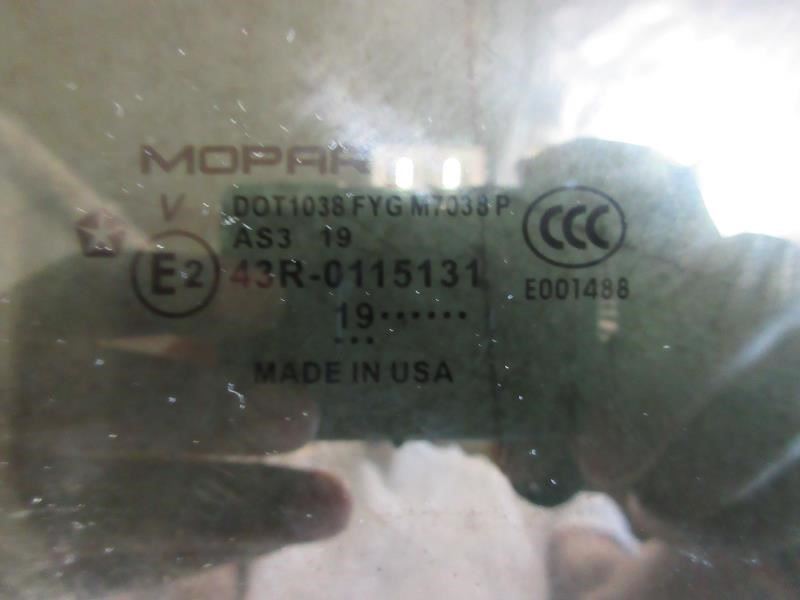 MOPAR
V DOT1038 FYG M7038 P
AS3 19
E2 43R-0115131
CCC
E001488
19······
···
MADE IN USA